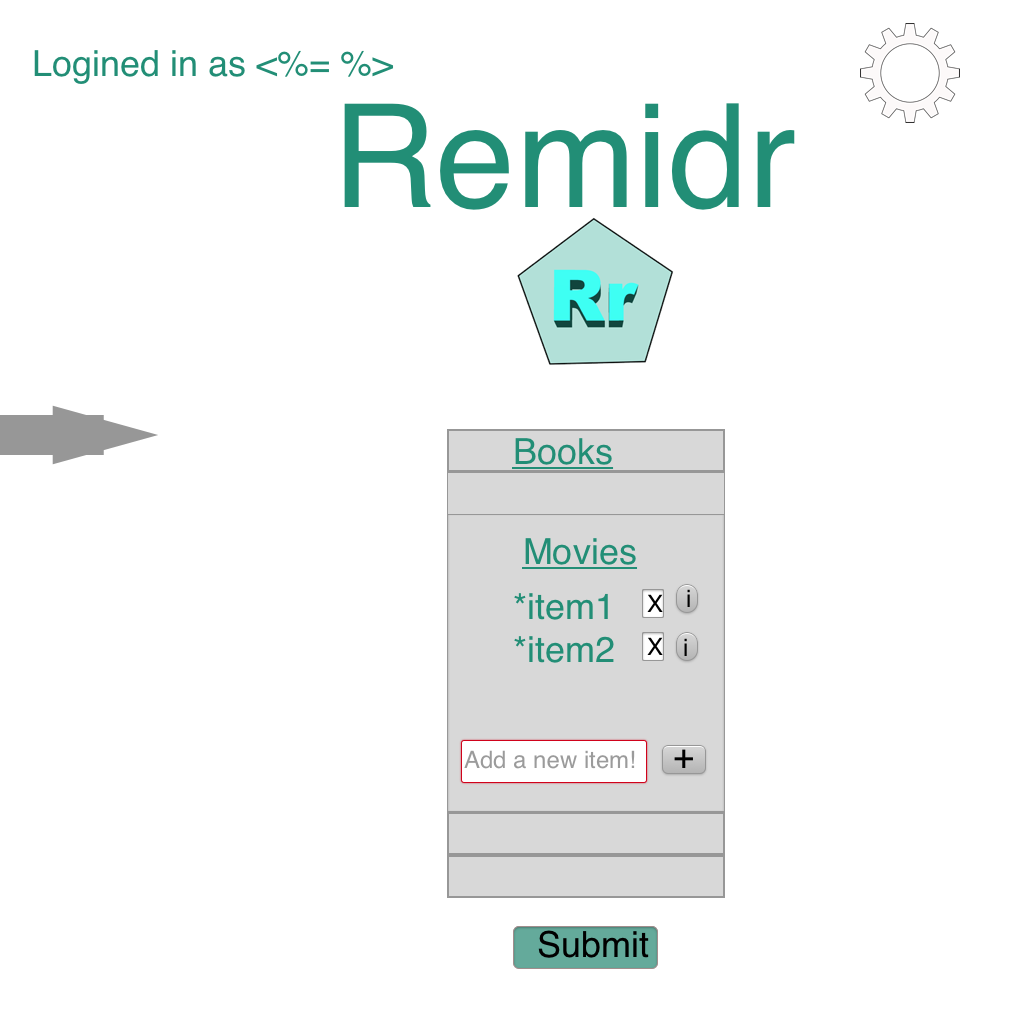 Logined in as <%= %>
Remidr
Rr
Books
Movies
*item1 X i
*item2 X i
Add a new item! +
Submit